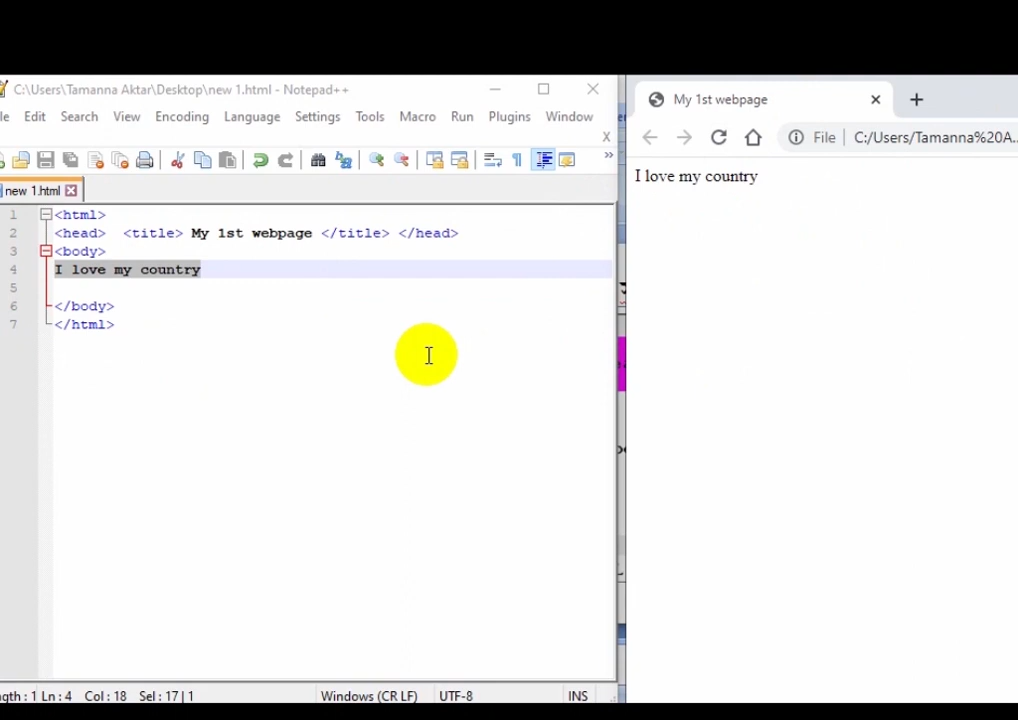 C:\Users\Tamanna Aktar\Desktop\new 1.html - Notepad++
Edit Search View Encoding Language Settings Tools Macro Run Plugins Window
X
new 1.html
1 <html>
2 <head> <title> My 1st webpage </title> </head>
3 <body>
4 I love my country
5
6 </body>
7 </html>
Ln: 4 Col: 18 Sel: 17 | 1 Windows (CR LF) UTF-8 INS
My 1st webpage
File C:/Users/Tamanna%20A...
I love my country